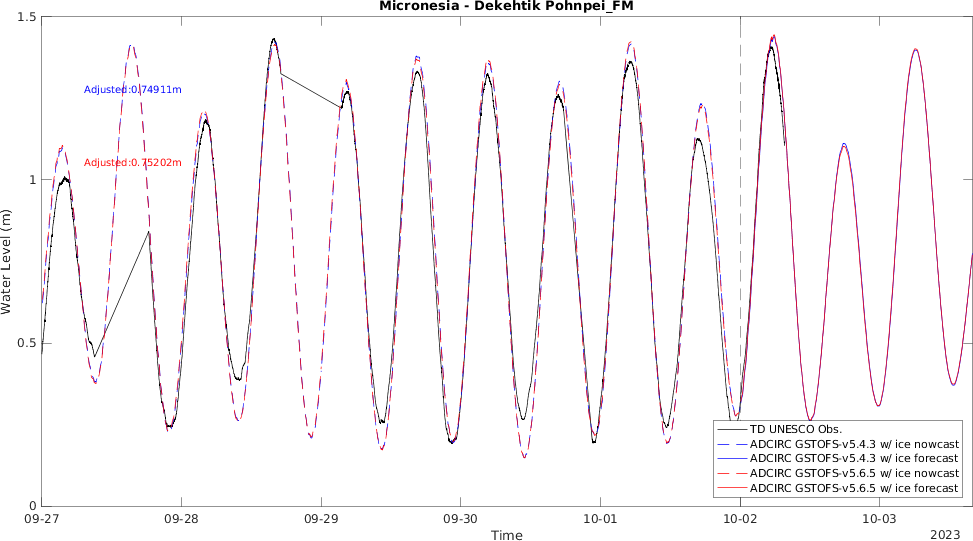 Micronesia - Dekehtik Pohnpei_FM
1.5
Adjusted:0.74911m
Adjusted:0.75202m
1
Water Level (m)
0.5
TD UNESCO Obs.
ADCIRC GSTOFS-v5.4.3 w/ ice nowcast
ADCIRC GSTOFS-v5.4.3 w/ ice forecast
ADCIRC GSTOFS-v5.6.5 w/ ice nowcast
ADCIRC GSTOFS-v5.6.5 w/ ice forecast
0
09-27 09-28 09-29 09-30 10-01 10-02 10-03
Time
2023